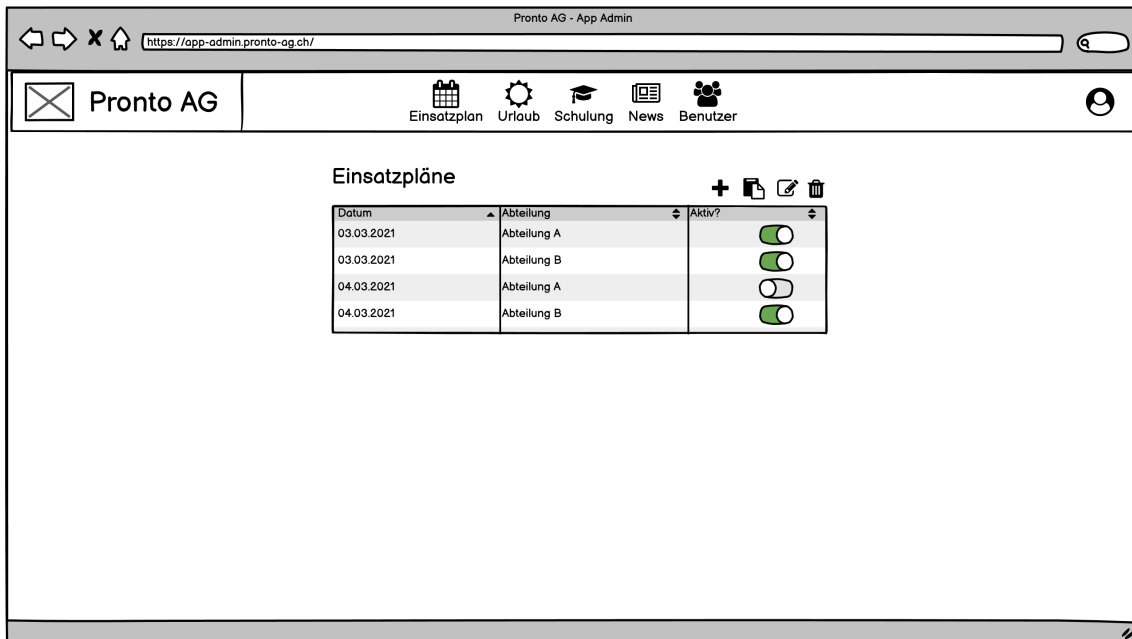 Pronto AG - App Admin
https://app-admin.pronto-ag.ch/
Pronto AG
Einsatzplan Urlaub Schulung News Benutzer
Einsatzpläne
Datum Abteilung Aktiv?
03.03.2021 Abteilung A
03.03.2021 Abteilung B
04.03.2021 Abteilung A
04.03.2021 Abteilung B